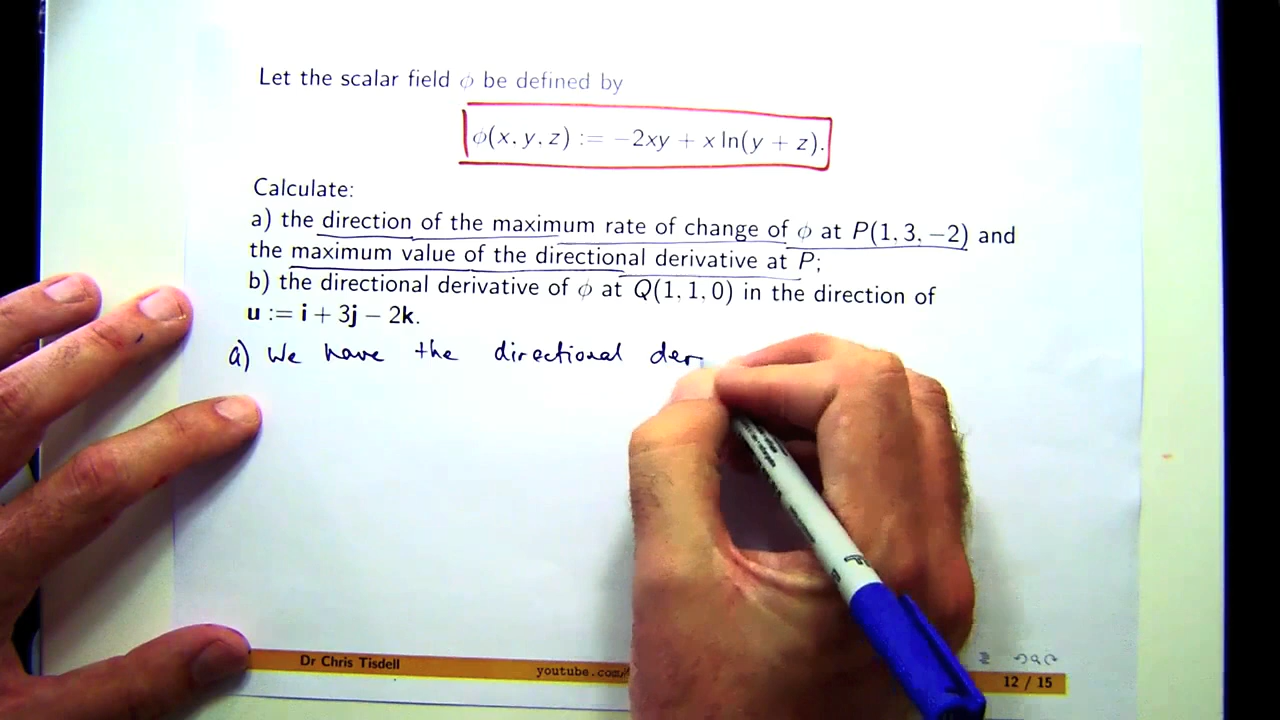 Let the scalar field ϕ be defined by
ϕ(x, y, z) := −2xy + x ln(y + z).
Calculate:
a) the direction of the maximum rate of change of ϕ at P(1, 3, −2) and
the maximum value of the directional derivative at P;
b) the directional derivative of ϕ at Q(1, 1, 0) in the direction of
u := i + 3j − 2k.
a) We have the directional der
Dr Chris Tisdell
youtube.com/
12 / 15